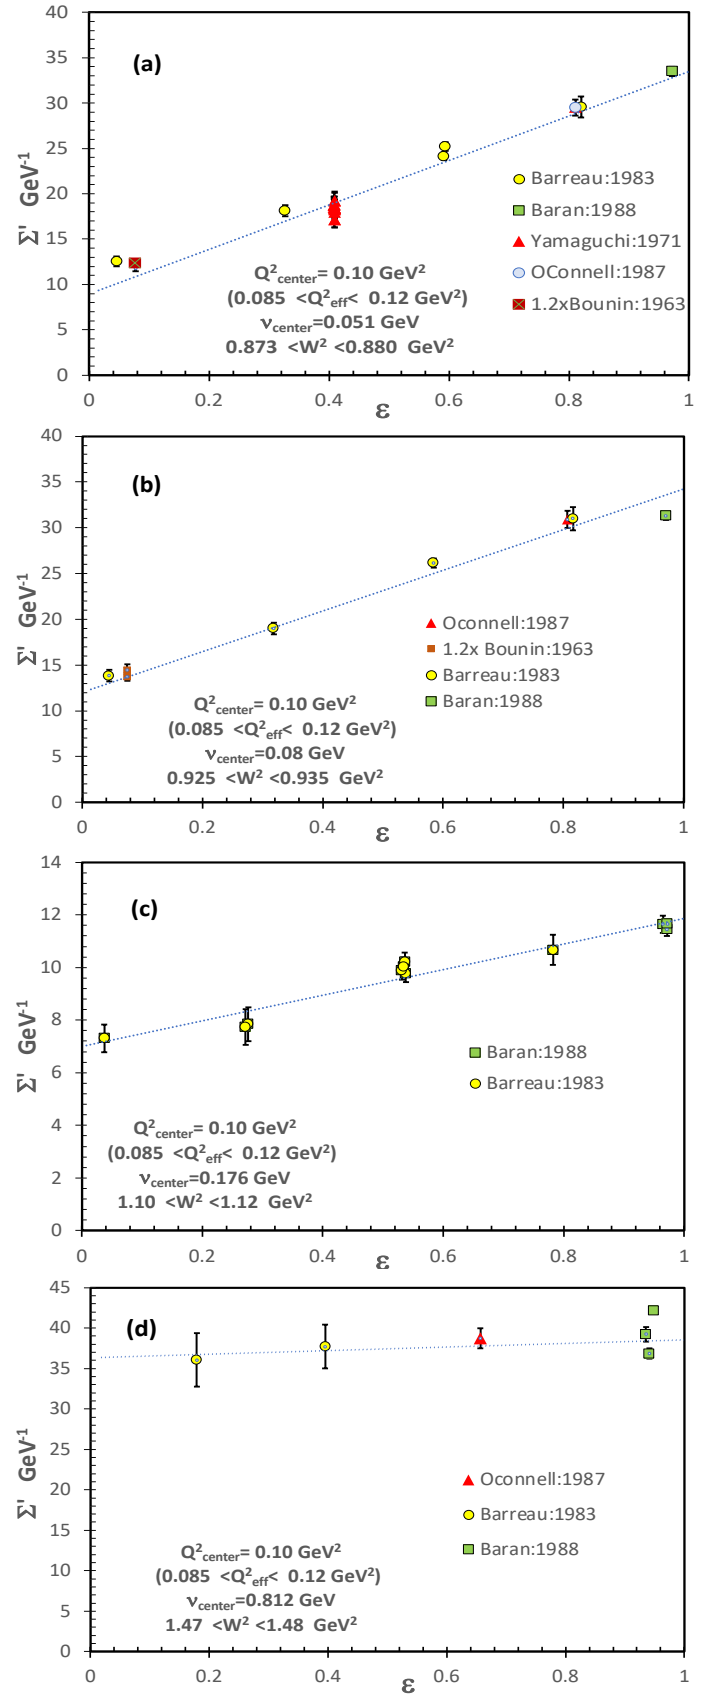 40
35
30
25
20
15
10
5
0
Σ' GeV⁻¹
(a)
Barreau:1983
Baran:1988
Yamaguchi:1971
OConnell:1987
1.2xBounin:1963
Q²center= 0.10 GeV²
(0.085 <Q²eff< 0.12 GeV²)
νcenter=0.051 GeV
0.873 <W² <0.880 GeV²
0 0.2 0.4 0.6 0.8 1
ε
40
35
30
25
20
15
10
5
0
Σ' GeV⁻¹
(b)
Oconnell:1987
1.2x Bounin:1963
Barreau:1983
Baran:1988
Q²center= 0.10 GeV²
(0.085 <Q²eff< 0.12 GeV²)
νcenter=0.08 GeV
0.925 <W² <0.935 GeV²
0 0.2 0.4 0.6 0.8 1
ε
14
12
10
8
6
4
2
0
Σ' GeV⁻¹
(c)
Baran:1988
Barreau:1983
Q²center= 0.10 GeV²
(0.085 <Q²eff< 0.12 GeV²)
νcenter=0.176 GeV
1.10 <W² <1.12 GeV²
0 0.2 0.4 0.6 0.8 1
ε
45
40
35
30
25
20
15
10
5
0
Σ' GeV⁻¹
(d)
Oconnell:1987
Barreau:1983
Baran:1988
Q²center= 0.10 GeV²
(0.085 <Q²eff< 0.12 GeV²)
νcenter=0.812 GeV
1.47 <W² <1.48 GeV²
0 0.2 0.4 0.6 0.8 1
ε